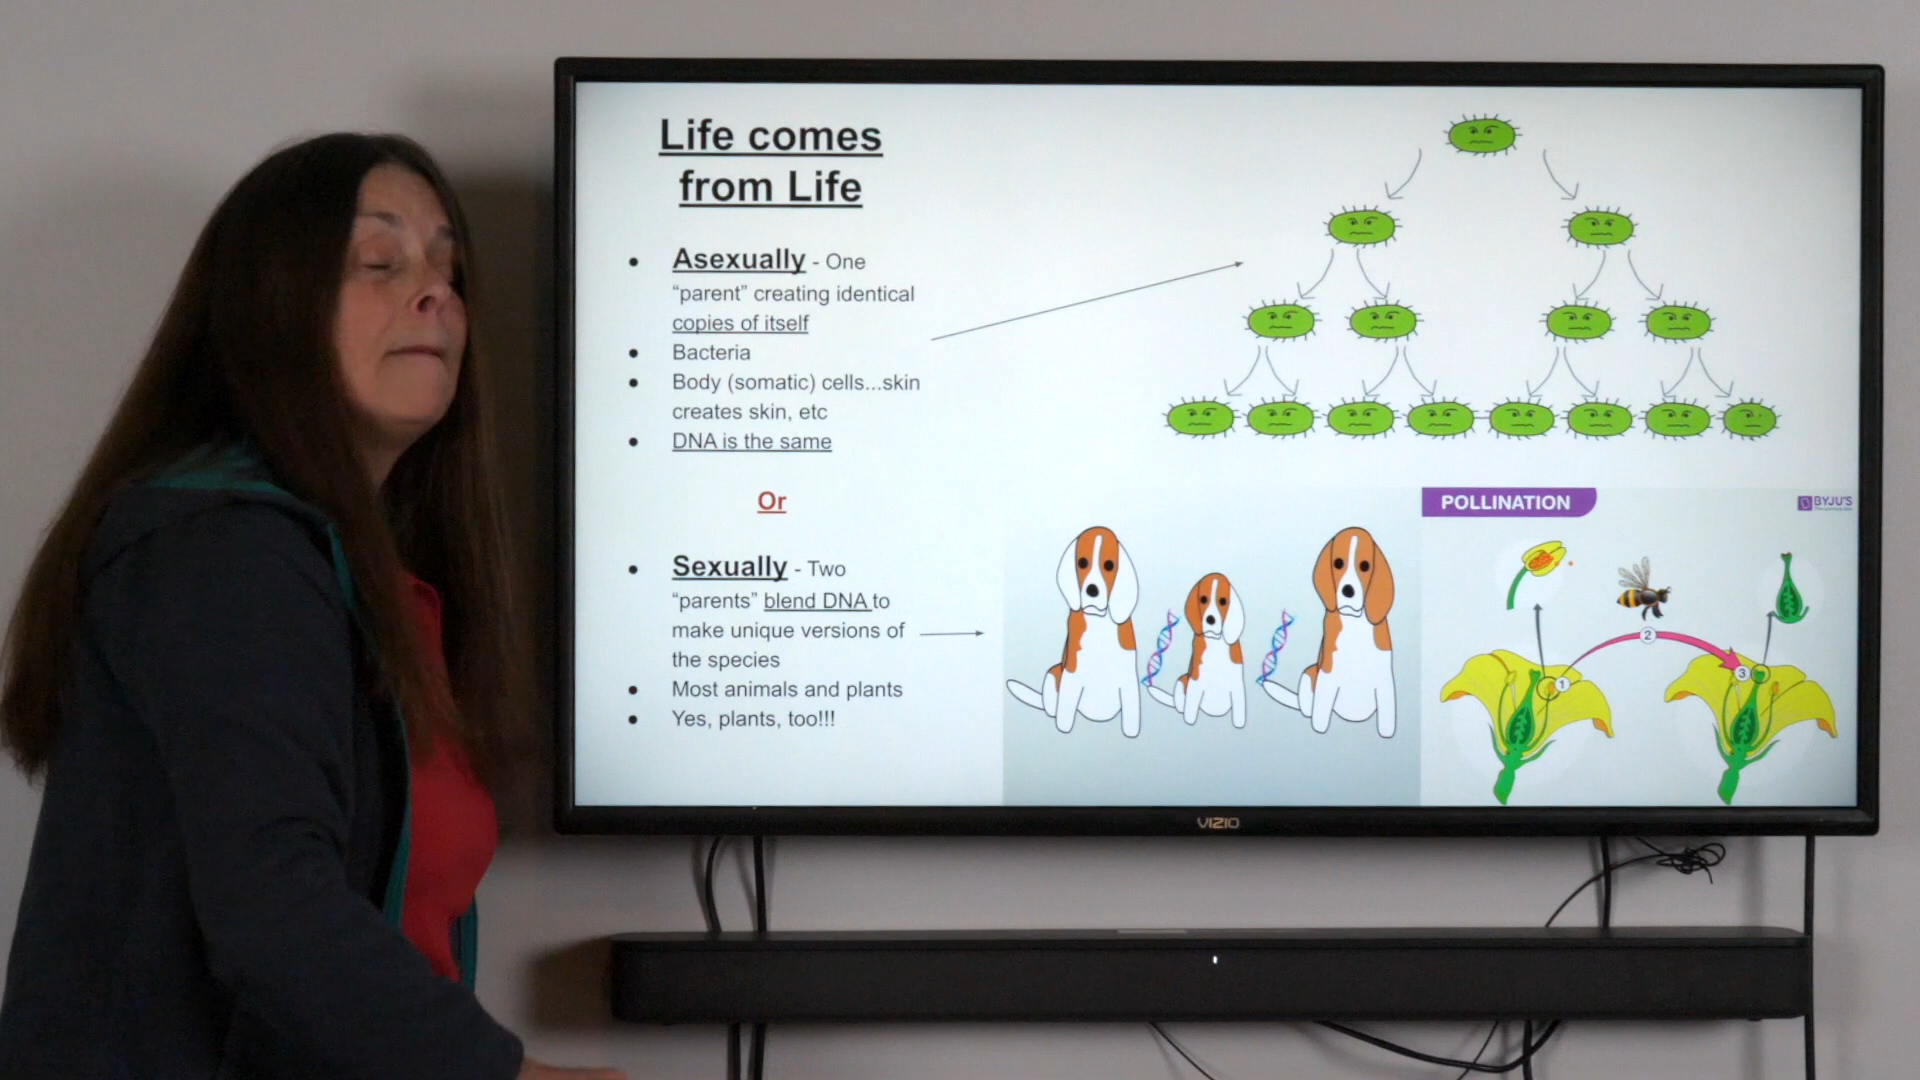 Life comes
from Life
• Asexually - One
“parent” creating identical
copies of itself
• Bacteria
• Body (somatic) cells...skin
creates skin, etc
• DNA is the same
Or
• Sexually - Two
“parents” blend DNA to
make unique versions of
the species
• Most animals and plants
• Yes, plants, too!!!
POLLINATION
BYJU'S
1
2
3
VIZIO